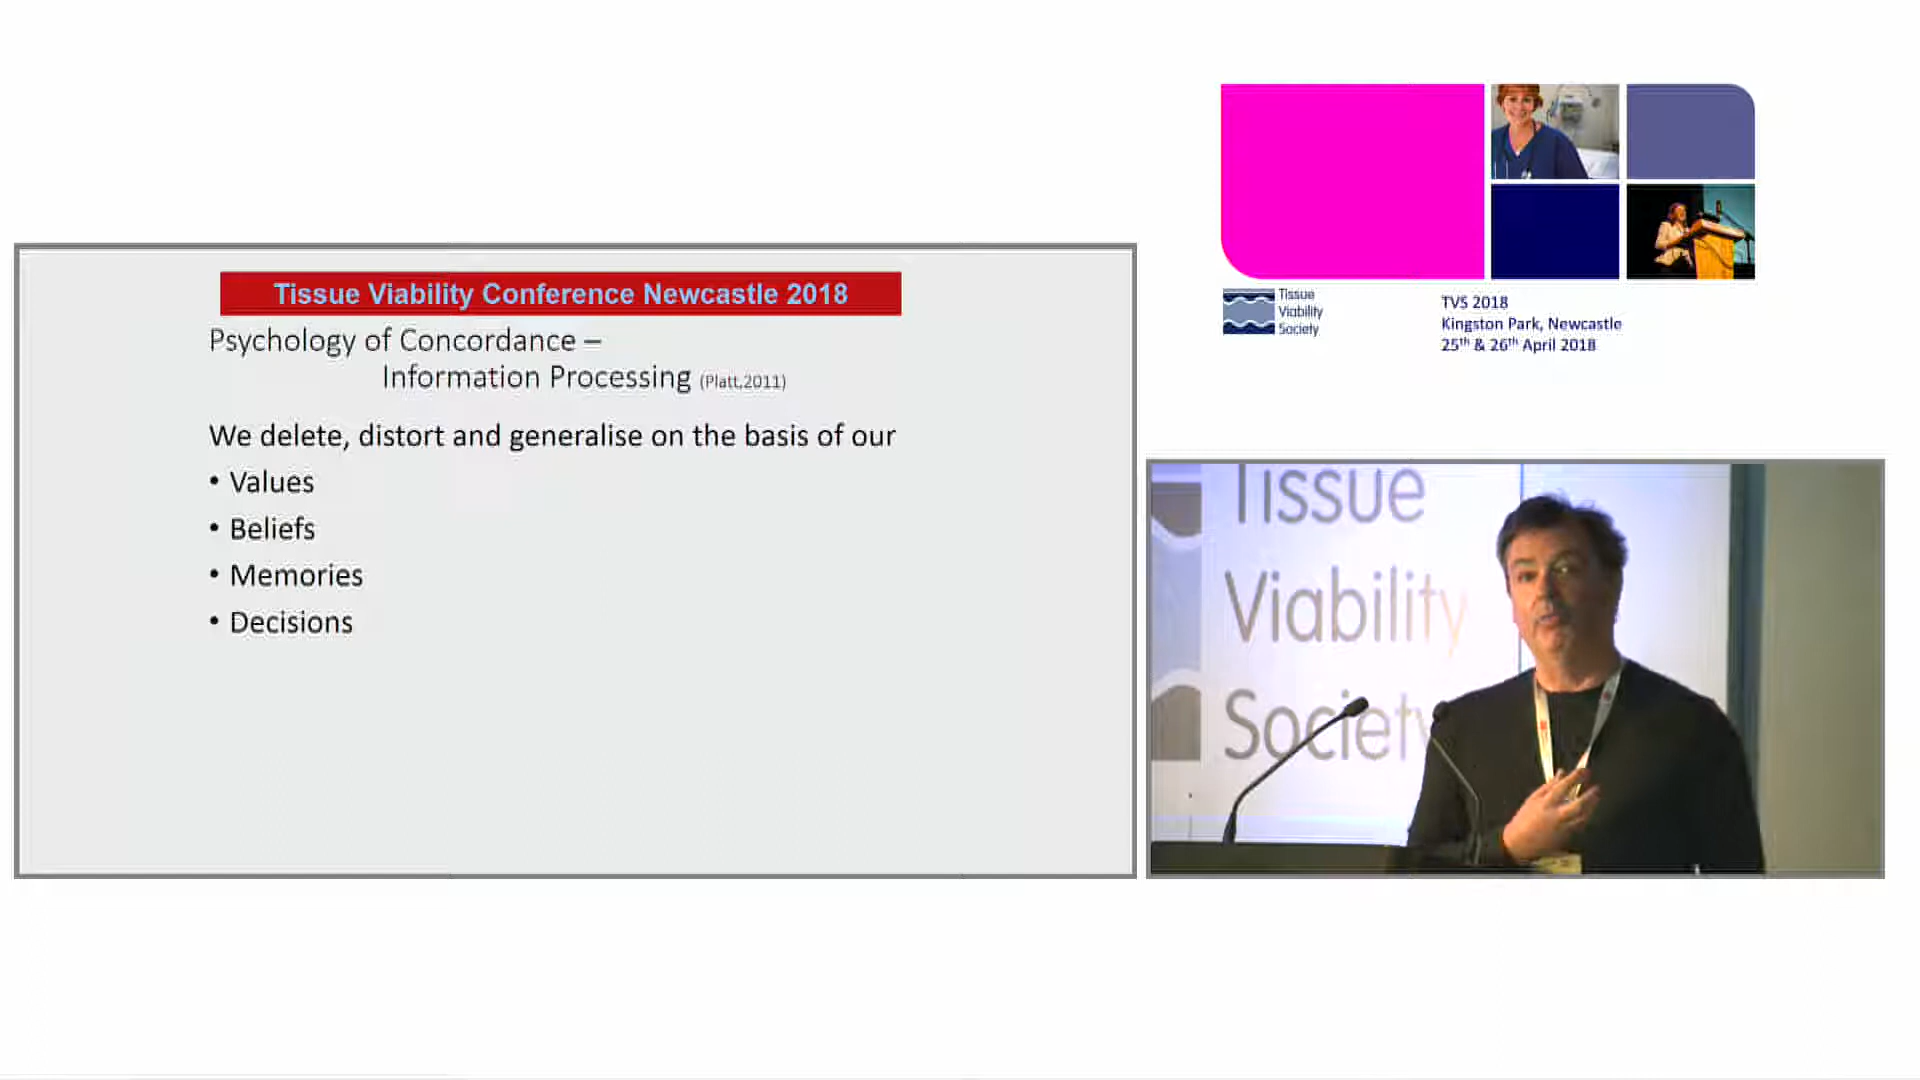 Tissue Viability Conference Newcastle 2018
Psychology of Concordance –
Information Processing (Platt,2011)
We delete, distort and generalise on the basis of our
• Values
• Beliefs
• Memories
• Decisions
Tissue
Viability
Society
TVS 2018
Kingston Park, Newcastle
25th & 26th April 2018
Tissue
Viability
Society